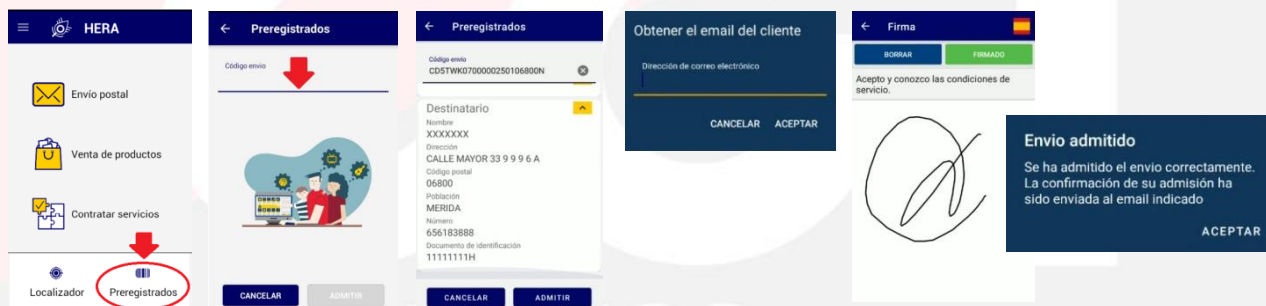 HERA
Envío postal
Venta de productos
Contratar servicios
Localizador
Preregistrados
Preregistrados
Código envio
CANCELAR
ADMITIR
Preregistrados
Código envio
CD5TWK0700000250106800N
Destinatario
Nombre
XXXXXXX
Dirección
CALLE MAYOR 33 9 9 9 6 A
Código postal
06800
Población
MERIDA
Número
656183888
Documento de identificación
11111111H
CANCELAR
ADMITIR
Obtener el email del cliente
Dirección de correo electrónico
CANCELAR
ACEPTAR
Firma
BORRAR
FIRMADO
Acepto y conozco las condiciones de
servicio.
Envio admitido
Se ha admitido el envio correctamente.
La confirmación de su admisión ha
sido enviada al email indicado
ACEPTAR